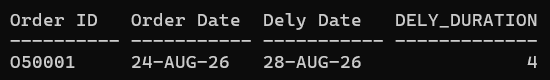 Order ID   Order Date  Dely Date   DELY_DURATION
---------- ----------- ----------- -------------
O50001     24-AUG-26   28-AUG-26               4